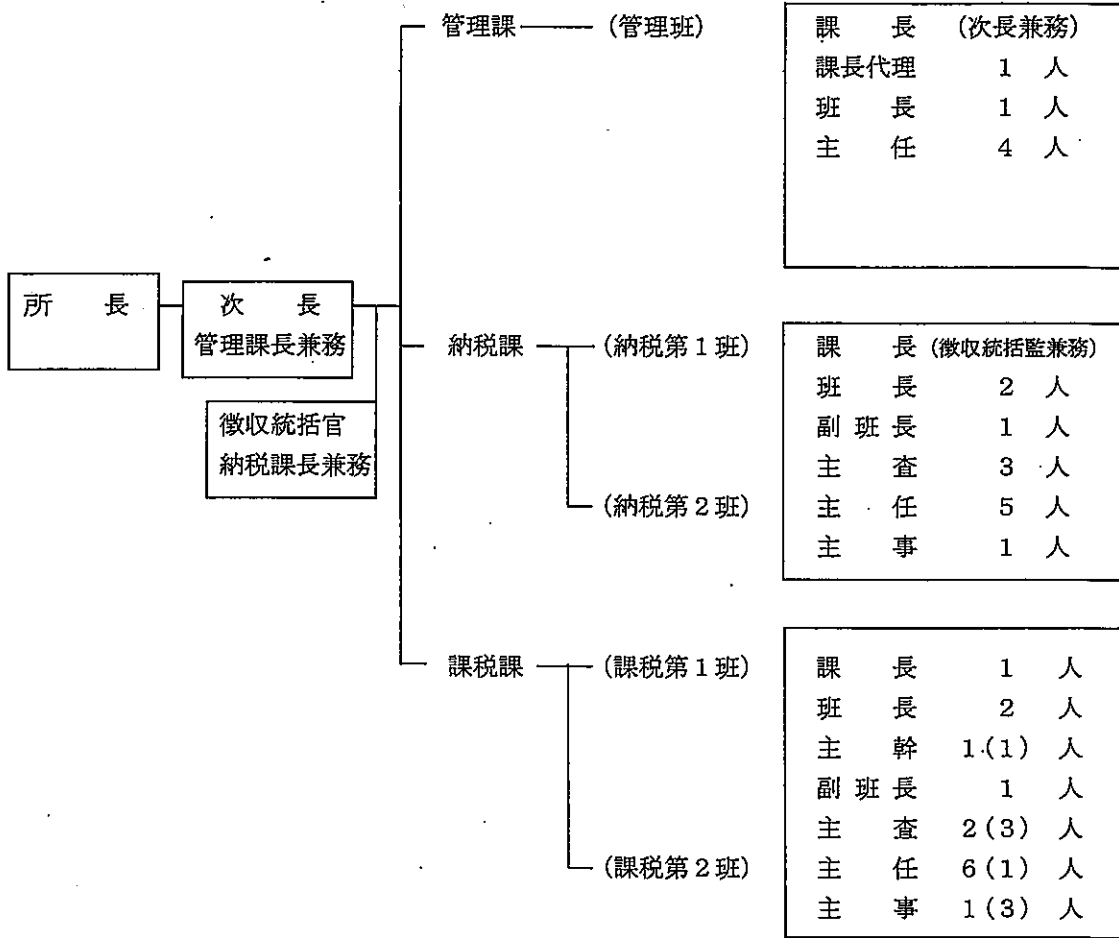 所　長
次　長
管理課長兼務
徴収統括官
納税課長兼務
管理課 (管理班)
課　長 (次長兼務)
課長代理 1 人
班　長 1 人
主　任 4 人
納税課 (納税第1班)
(納税第2班)
課　長 (徴収統括監兼務)
班　長 2 人
副班長 1 人
主　査 3 人
主　任 5 人
主　事 1 人
課税課 (課税第1班)
(課税第2班)
課　長 1 人
班　長 2 人
主　幹 1(1) 人
副班長 1 人
主　査 2(3) 人
主　任 6(1) 人
主　事 1(3) 人